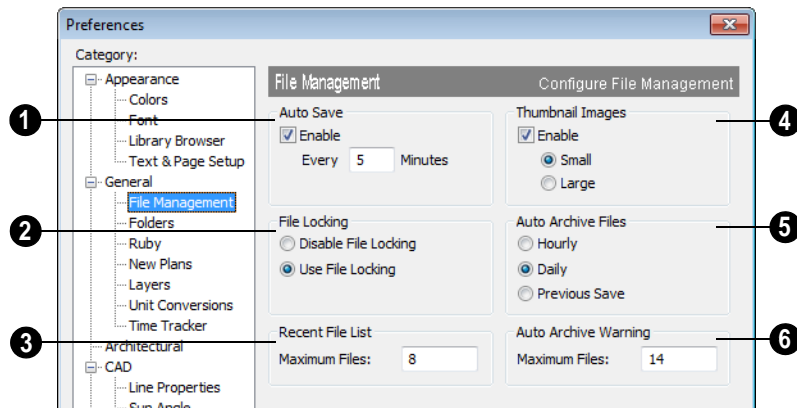 Preferences
Category:
Appearance
Colors
Font
Library Browser
Text & Page Setup
General
File Management
Folders
Ruby
New Plans
Layers
Unit Conversions
Time Tracker
Architectural
CAD
Line Properties
Sun Angle
File Management
Configure File Management
1
Auto Save
Enable
Every 5 Minutes
2
File Locking
Disable File Locking
Use File Locking
3
Recent File List
Maximum Files: 8
Thumbnail Images
4
Enable
Small
Large
Auto Archive Files
5
Hourly
Daily
Previous Save
Auto Archive Warning
6
Maximum Files: 14